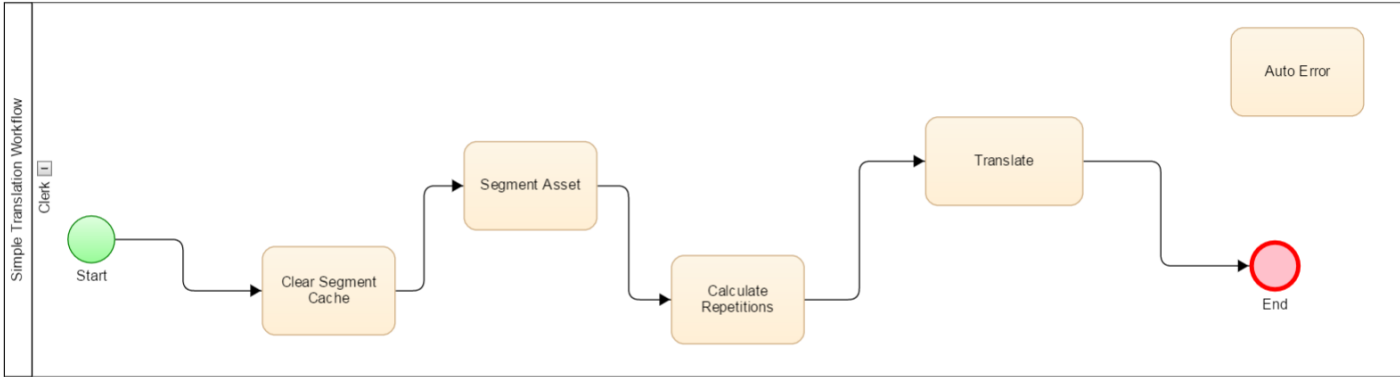 Simple Translation Workflow
Clerk
Start
Clear Segment
Cache
Segment Asset
Calculate
Repetitions
Translate
Auto Error
End